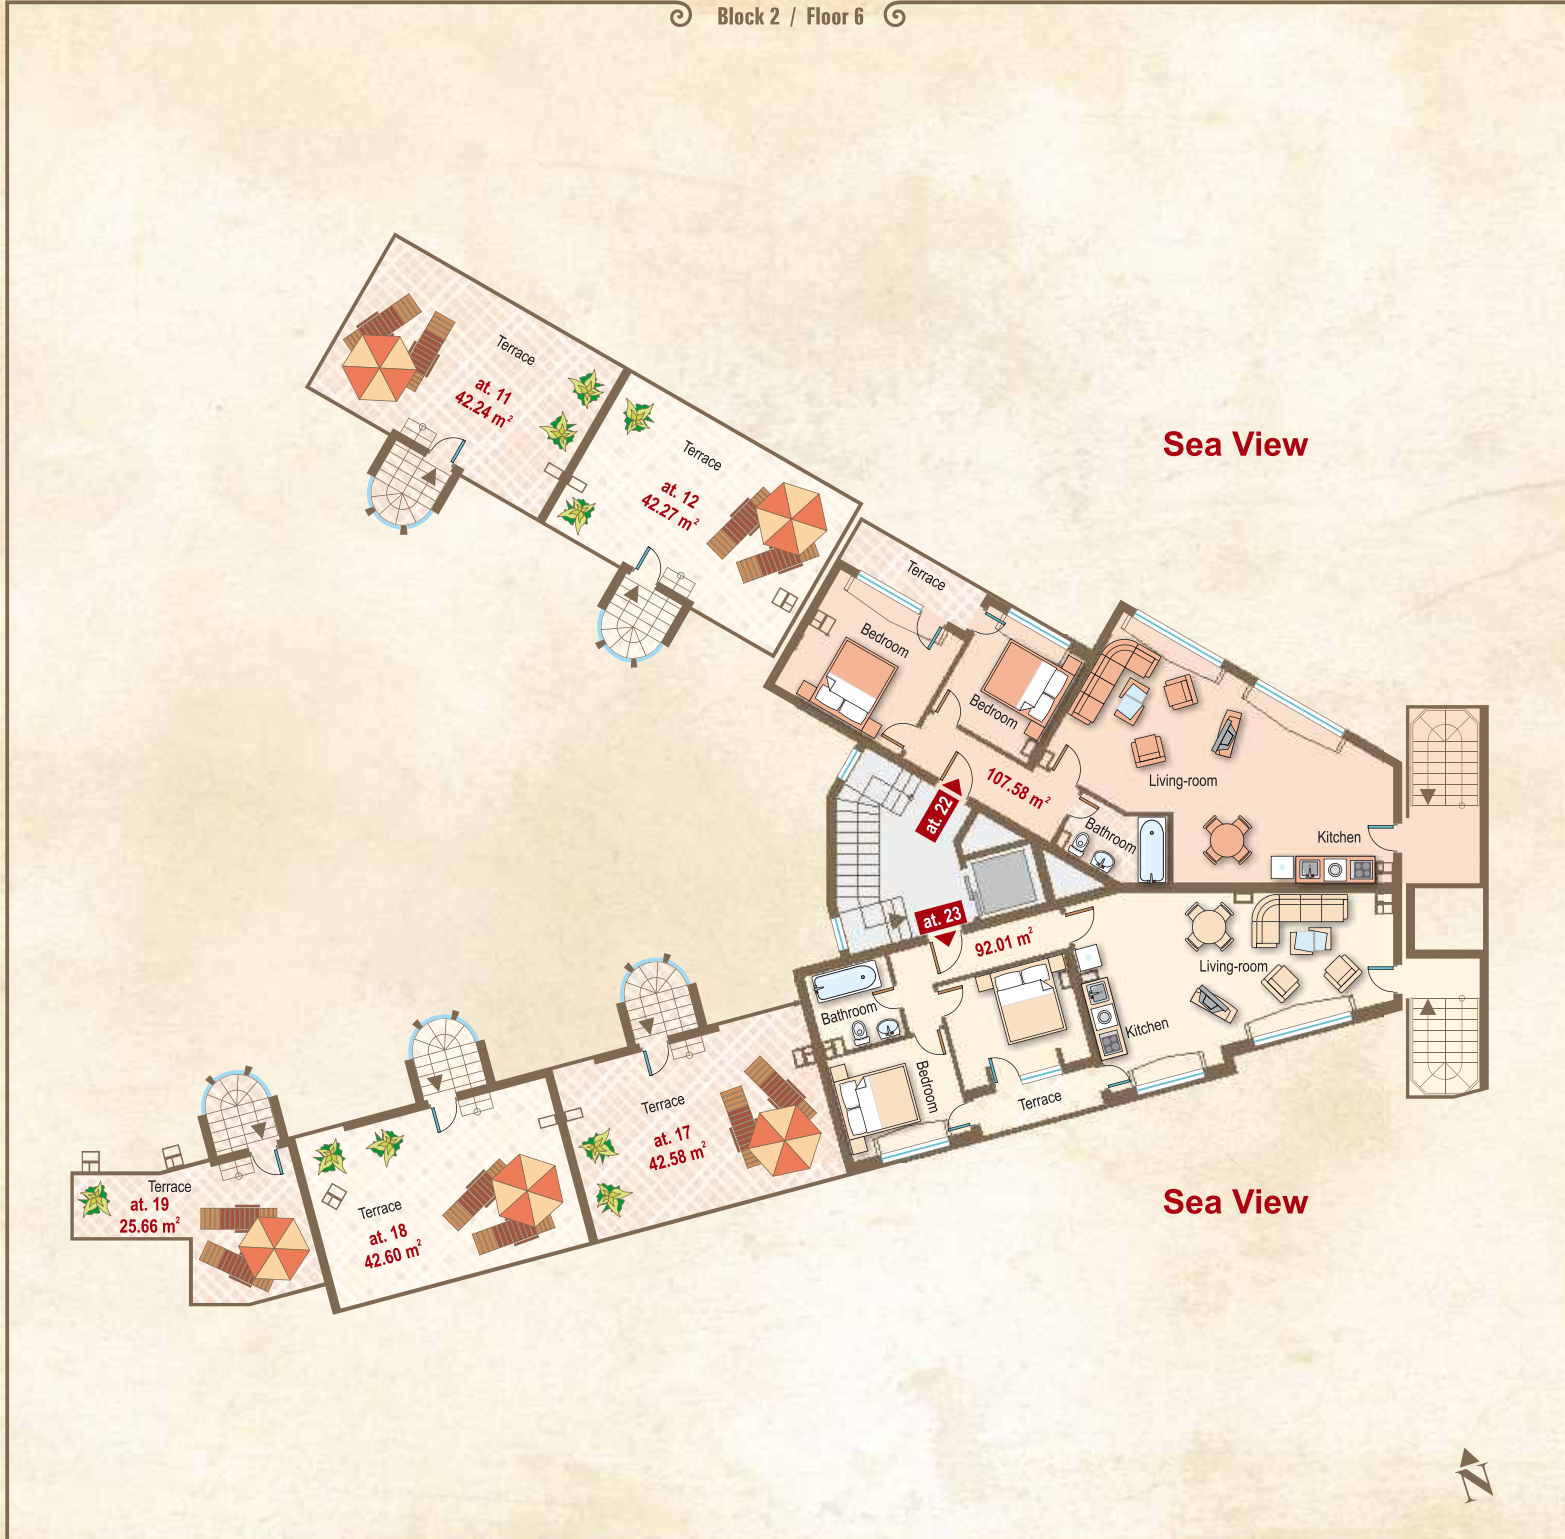 Block 2 / Floor 6
Terrace
at. 11
42.24 m²
Terrace
at. 12
42.27 m²
Sea View
Terrace
Bedroom
Bedroom
107.58 m²
Living-room
at. 22
Bathroom
Kitchen
at. 23
92.01 m²
Living-room
Bathroom
Kitchen
Bedroom
Terrace
Terrace
at. 17
42.58 m²
Terrace
at. 19
25.66 m²
Terrace
at. 18
42.60 m²
Sea View
N